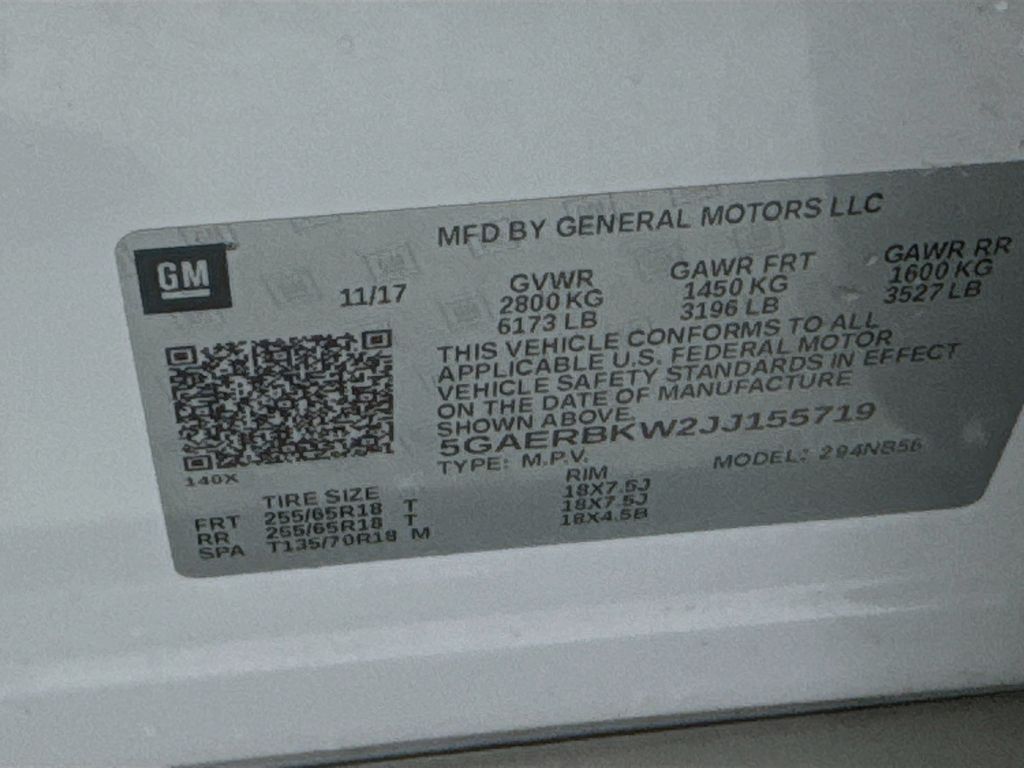 MFD BY GENERAL MOTORS LLC
GM
11/17
GVWR
2800 KG
6173 LB
GAWR FRT
1450 KG
3196 LB
GAWR RR
1600 KG
3527 LB
THIS VEHICLE CONFORMS TO ALL
APPLICABLE U.S. FEDERAL MOTOR
VEHICLE SAFETY STANDARDS IN EFFECT
ON THE DATE OF MANUFACTURE
SHOWN ABOVE.
5GAERBKW2JJ155719
TYPE: M.P.V. MODEL: 294NB56
140X
TIRE SIZE RIM
FRT 255/65R18 T 18X7.5J
RR 255/65R18 T 18X7.5J
SPA T135/70R18 M 18X4.5B